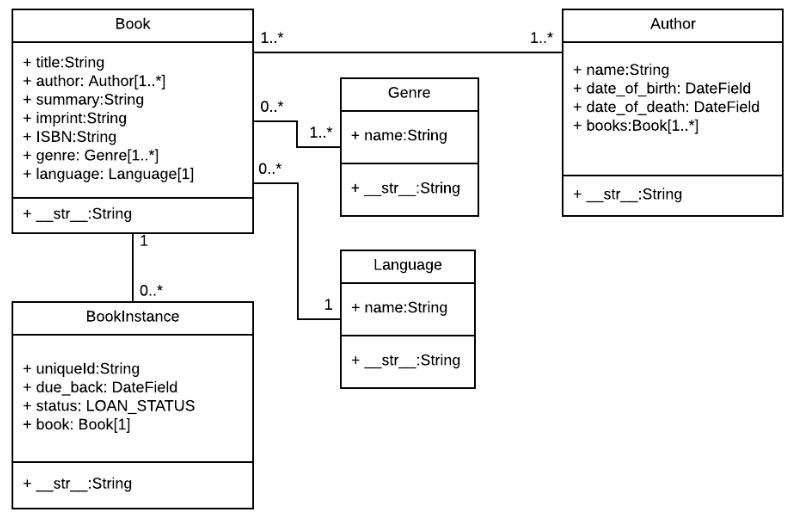 Book
+ title:String
+ author: Author[1..*]
+ summary:String
+ imprint:String
+ ISBN:String
+ genre: Genre[1..*]
+ language: Language[1]
+ __str__:String
1..*
1..*
Author
+ name:String
+ date_of_birth: DateField
+ date_of_death: DateField
+ books:Book[1..*]
+ __str__:String
0..*
1..*
Genre
+ name:String
+ __str__:String
0..*
1
Language
+ name:String
+ __str__:String
1
0..*
BookInstance
+ uniqueId:String
+ due_back: DateField
+ status: LOAN_STATUS
+ book: Book[1]
+ __str__:String